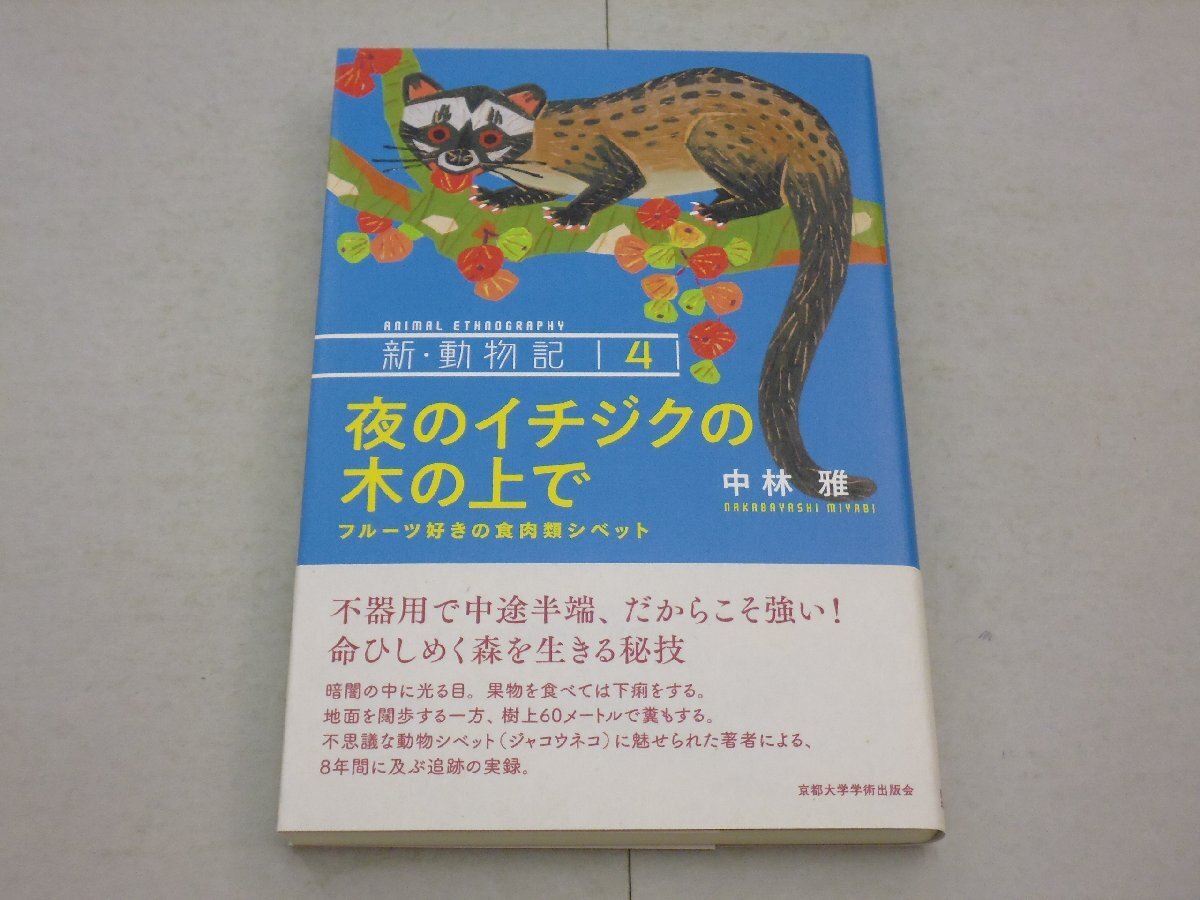 ANIMAL ETHNOGRAPHY
新・動物記 4
夜のイチジクの
木の上で
フルーツ好きの食肉類シベット
中林 雅
NAKABAYASHI MIYABI
不器用で中途半端、だからこそ強い!
命ひしめく森を生きる秘技
暗闇の中に光る目。果物を食べては下痢をする。
地面を闊歩する一方、樹上60メートルで糞もする。
不思議な動物シベット(ジャコウネコ)に魅せられた著者による、
8年間に及ぶ追跡の実録。
京都大学学術出版会